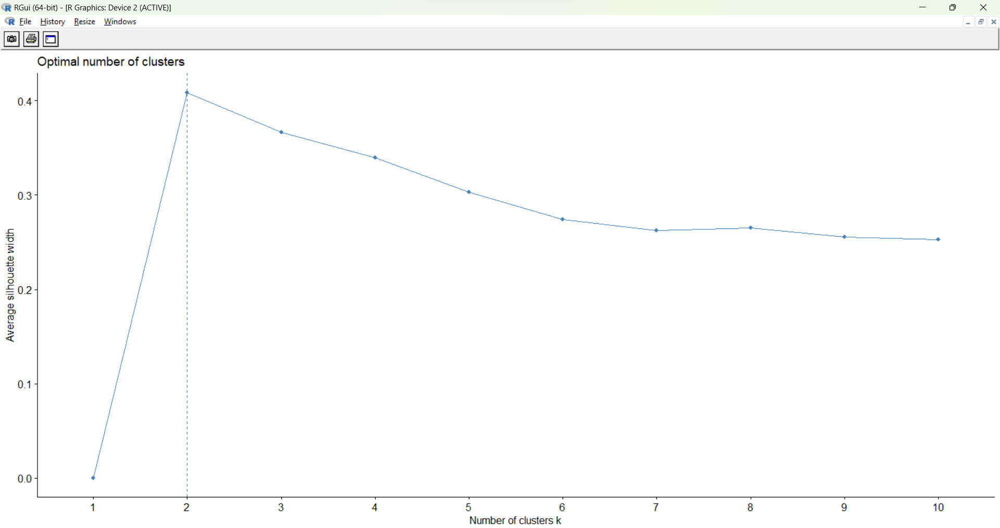 RGui (64-bit) - [R Graphics: Device 2 (ACTIVE)]
File History Resize Windows
Optimal number of clusters
0.4
0.3
0.2
0.1
0.0
Average silhouette width
1 2 3 4 5 6 7 8 9 10
Number of clusters k